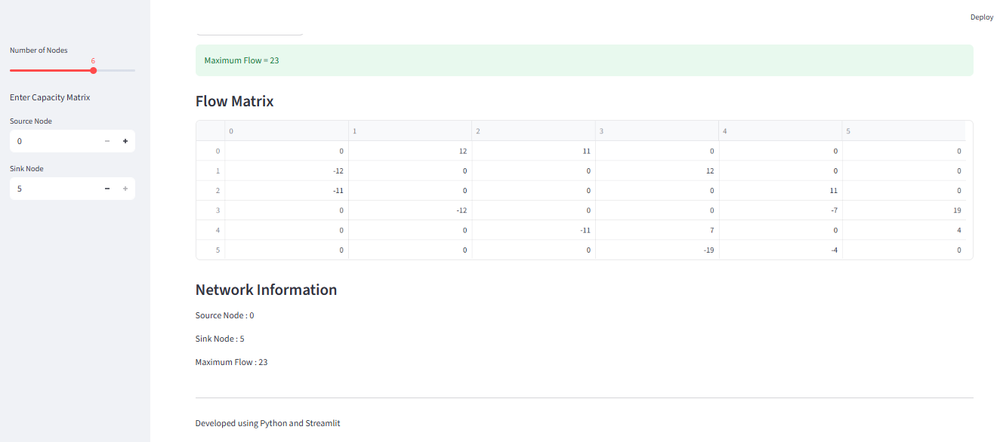 Deploy
Number of Nodes
6
Enter Capacity Matrix
Source Node
0
Sink Node
5
Maximum Flow = 23
Flow Matrix
0 1 2 3 4 5
0 0 12 11 0 0 0
1 -12 0 0 12 0 0
2 -11 0 0 0 11 0
3 0 -12 0 0 -7 19
4 0 0 -11 7 0 4
5 0 0 0 -19 -4 0
Network Information
Source Node : 0
Sink Node : 5
Maximum Flow : 23
Developed using Python and Streamlit